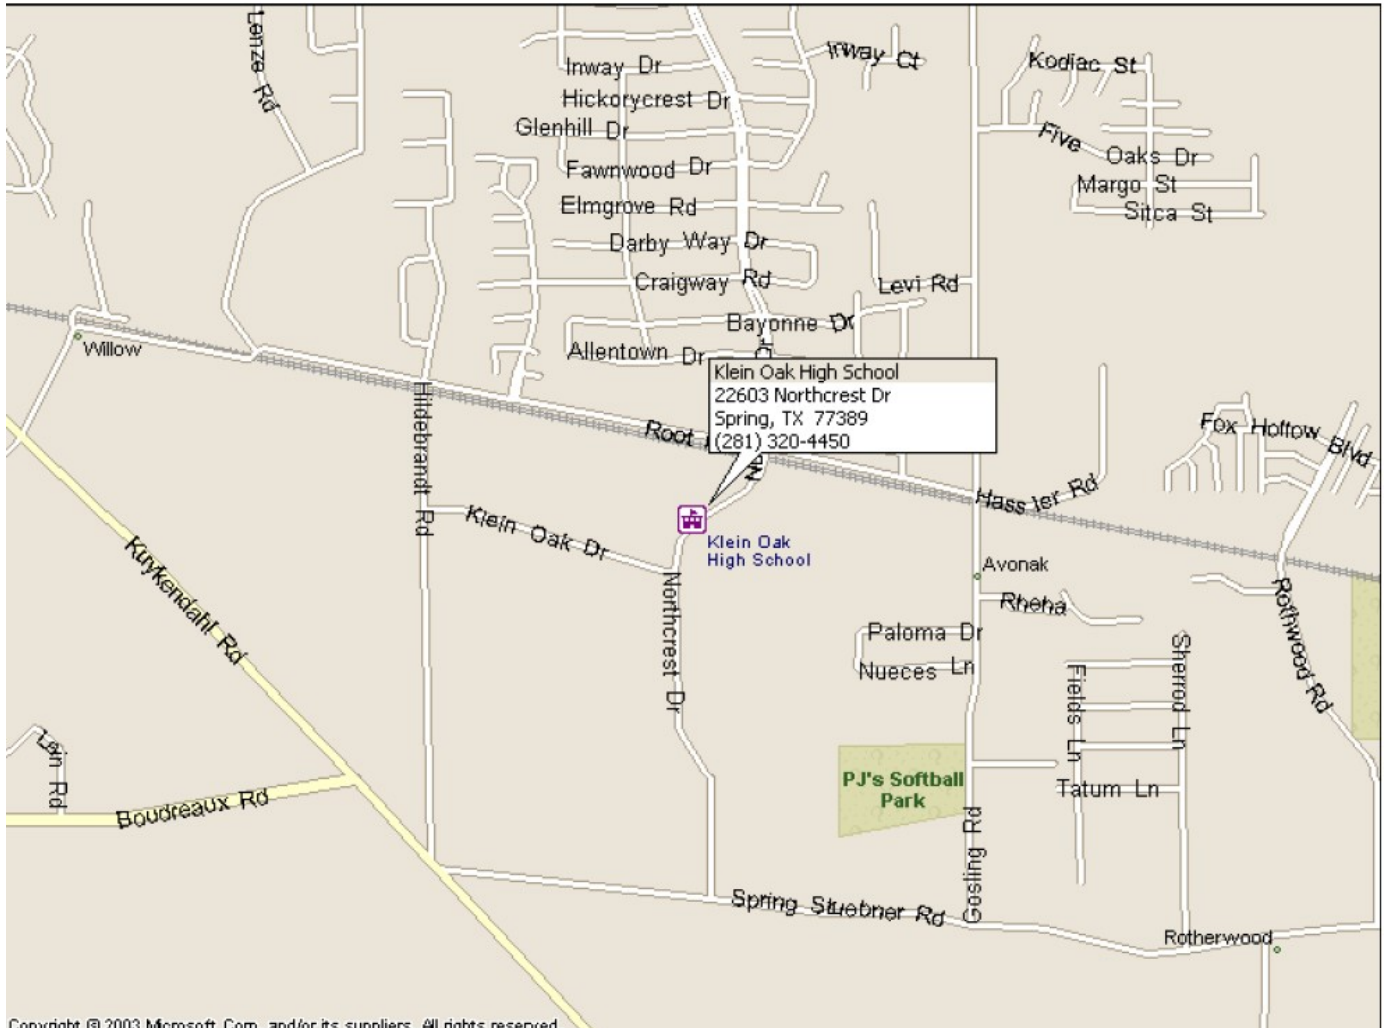 Lenze Rd
Inway Dr
Inway Ct
Kodiac St
Hickorycrest Dr
Glenhill Dr
Five Oaks Dr
Fawnwood Dr
Margo St
Elmgrove Rd
Sitca St
Darby Way Dr
Craigway Rd
Levi Rd
Bayonne Dr
Willow
Allentown Dr
Dr
Klein Oak High School
22603 Northcrest Dr
Spring, TX 77389
(281) 320-4450
Hildebrandt Rd
Root
Fox Hollow Blvd
Hass ler Rd
Klein Oak Dr
Klein Oak
High School
Kuykendahl Rd
Avonak
Northcrest Dr
Rheha
Rothwood Rd
Paloma Dr
Nueces Ln
Fields Ln
Sherrod Ln
Lan Rd
PJ's Softball
Park
Tatum Ln
Boudreaux Rd
Gosling Rd
Spring Stuebner Rd
Rotherwood
Copyright © 2003 Microsoft Corp. and/or its suppliers. All rights reserved.